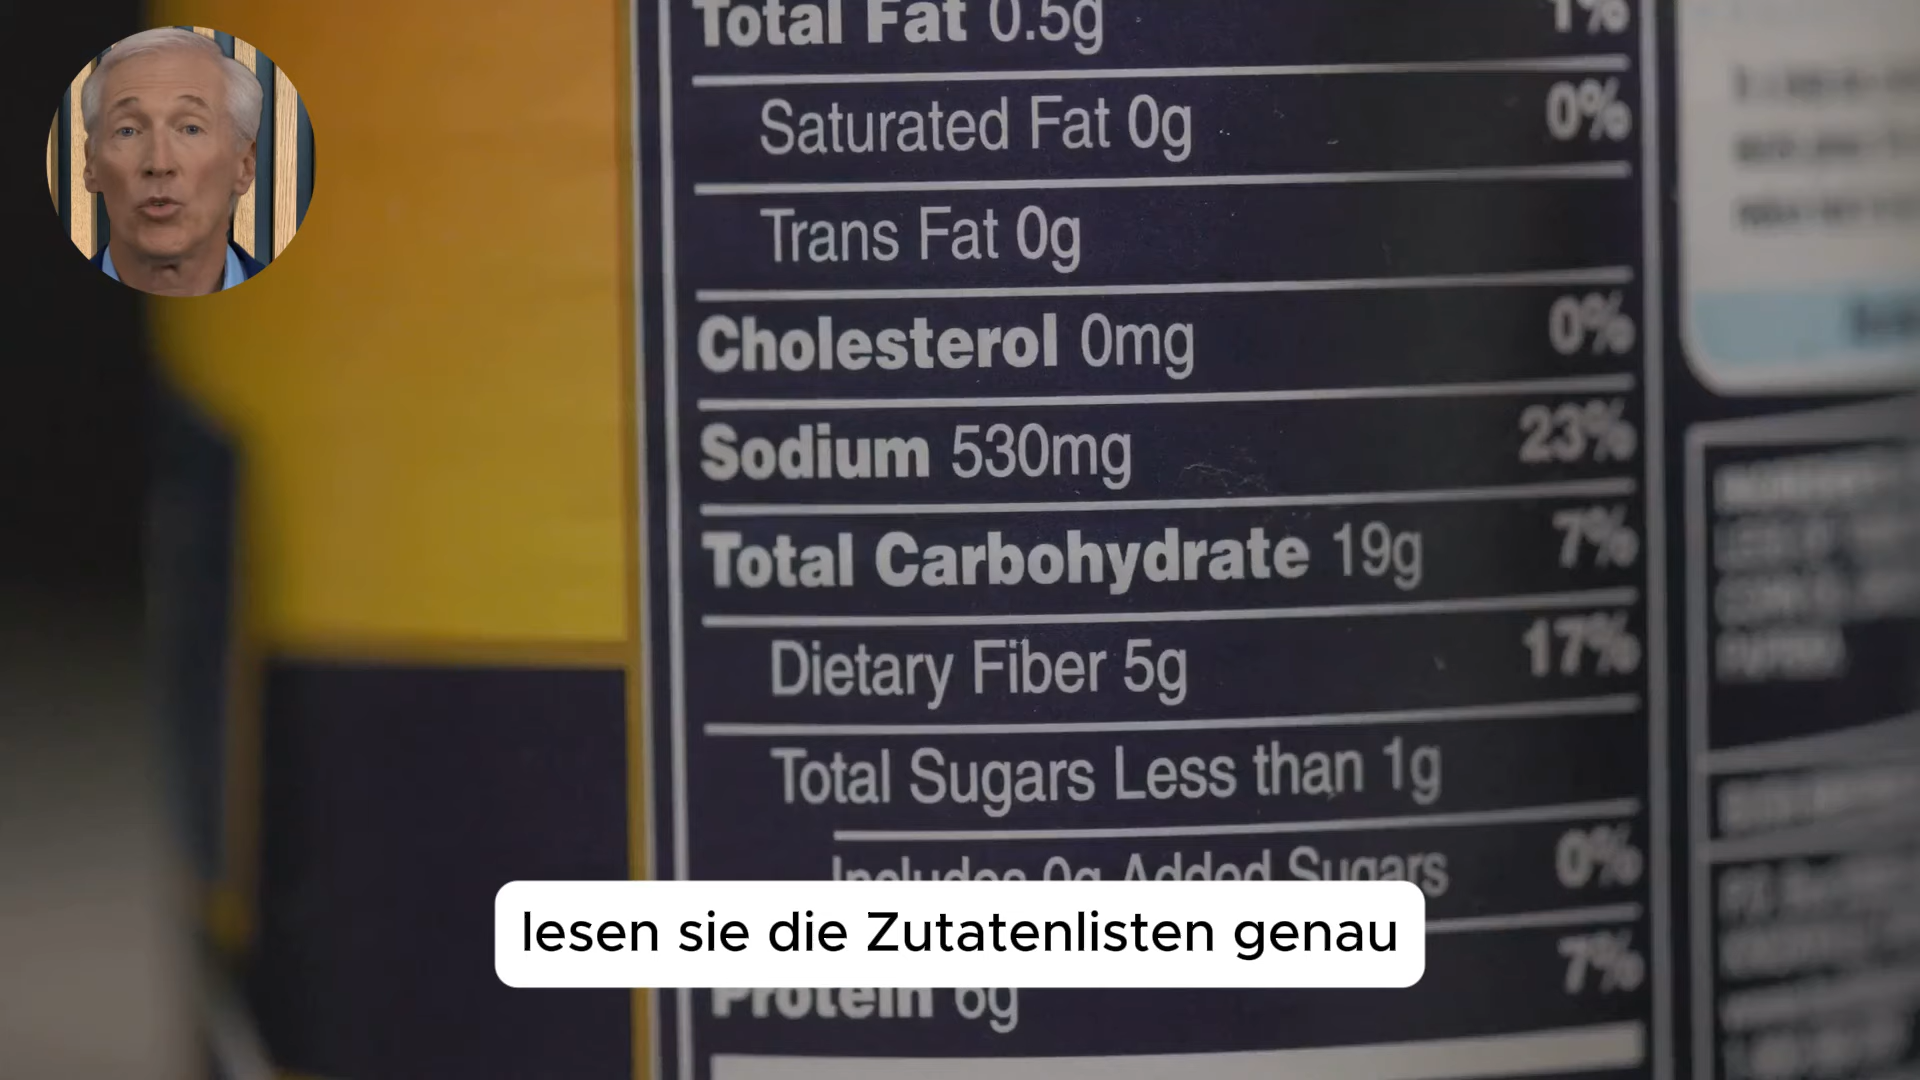 Total Fat 0.5g 1%
Saturated Fat 0g 0%
Trans Fat 0g
Cholesterol 0mg 0%
Sodium 530mg 23%
Total Carbohydrate 19g 7%
Dietary Fiber 5g 17%
Total Sugars Less than 1g
Includes 0g Added Sugars 0%
lesen sie die Zutatenlisten genau
Protein 6g 7%